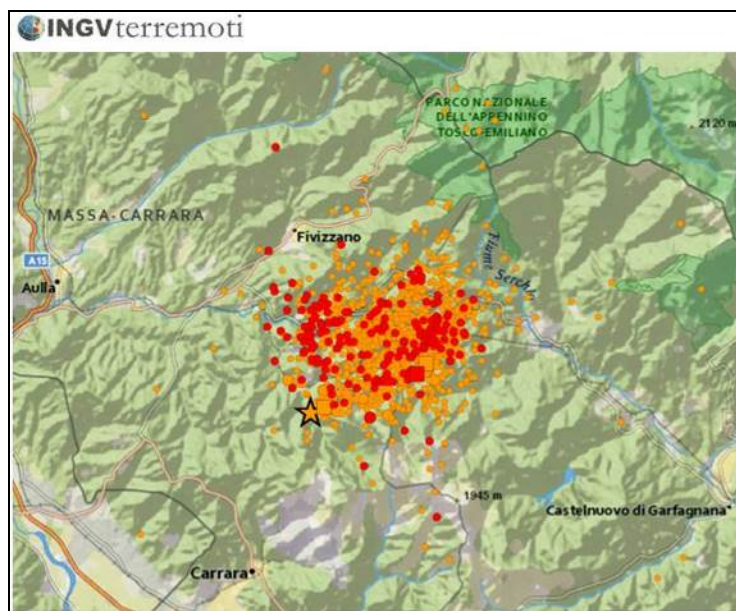 INGVterremoti
PARCO NAZIONALE
DELL'APPENNINO
TOSCO-EMILIANO
2120 m
MASSA-CARRARA
Fivizzano
Fiume Serchio
A15
Aulla
1945 m
Castelnuovo di Garfagnana
Carrara